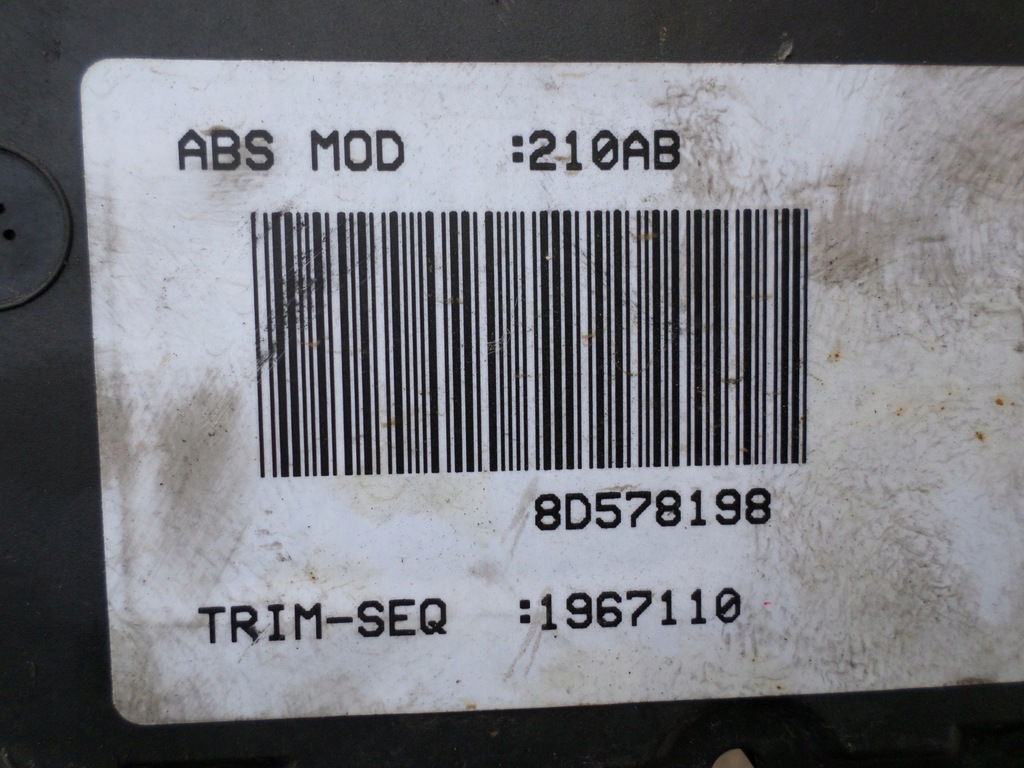 ABS MOD :210AB
8D578198
TRIM-SEQ :1967110